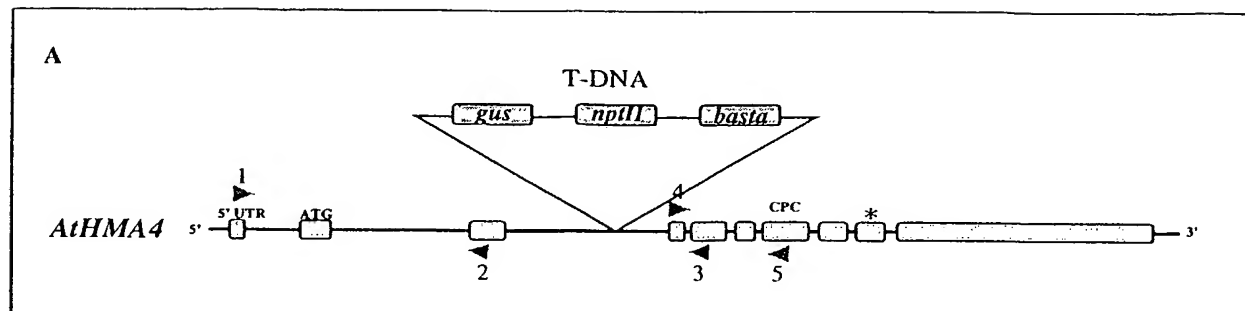 A
T-DNA
gus nptII basta
1 4
5' UTR ATG CPC *
AtHMA4 5' 3'
2 3 5